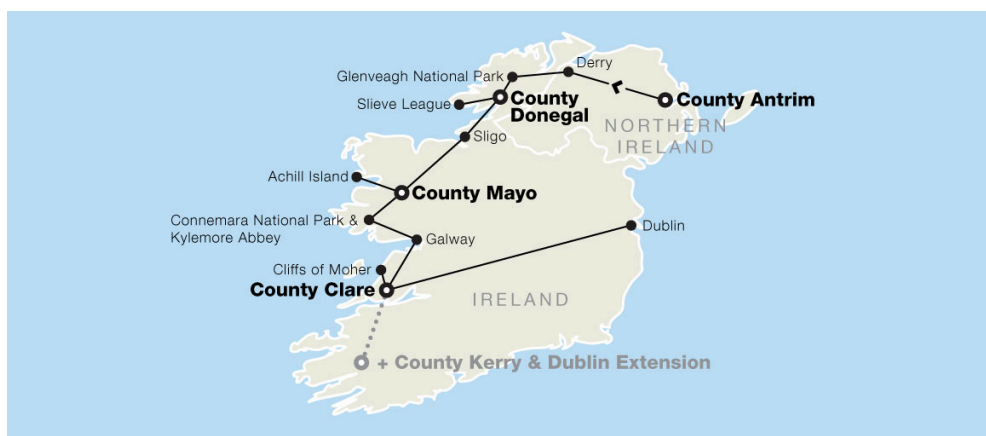 Derry
Glenveagh National Park
Slieve League
County
Donegal
County Antrim
NORTHERN
IRELAND
Sligo
Achill Island
County Mayo
Connemara National Park &
Kylemore Abbey
Galway
Dublin
Cliffs of Moher
County Clare
IRELAND
+ County Kerry & Dublin Extension